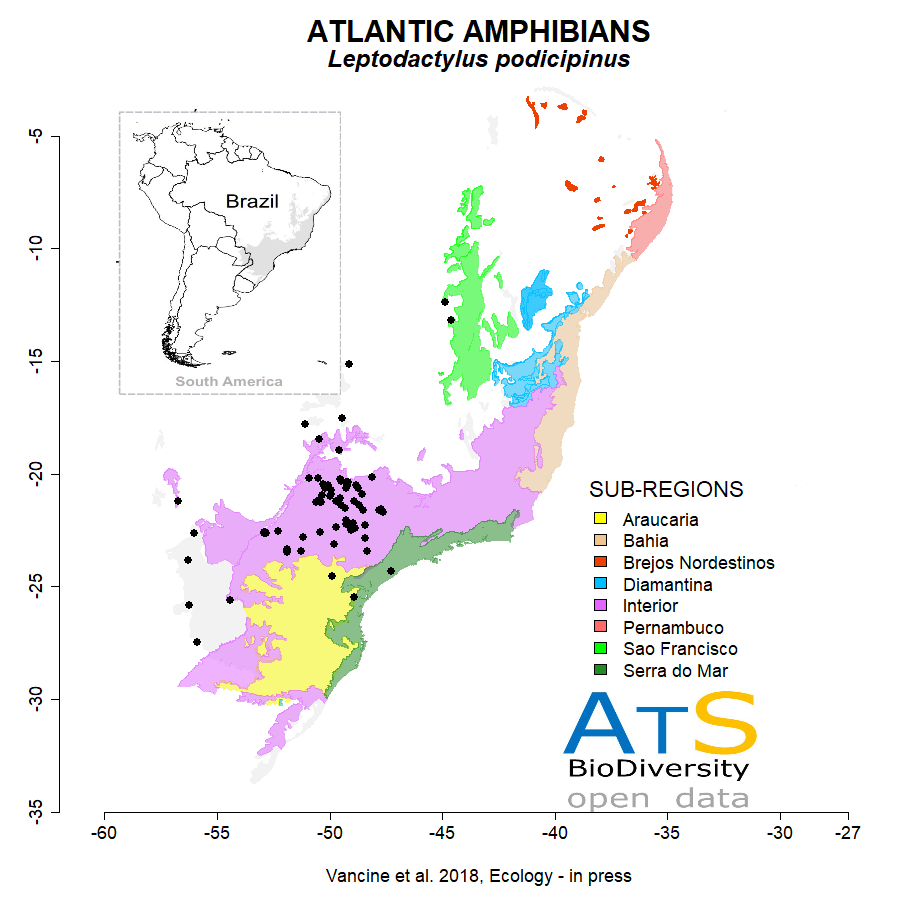 ATLANTIC AMPHIBIANS
Leptodactylus podicipinus
-5
-10
-15
-20
-25
-30
-35
Brazil
South America
SUB-REGIONS
Araucaria
Bahia
Brejos Nordestinos
Diamantina
Interior
Pernambuco
Sao Francisco
Serra do Mar
ATS
BioDiversity
open data
-60
-55
-50
-45
-40
-35
-30
-27
Vancine et al. 2018, Ecology - in press